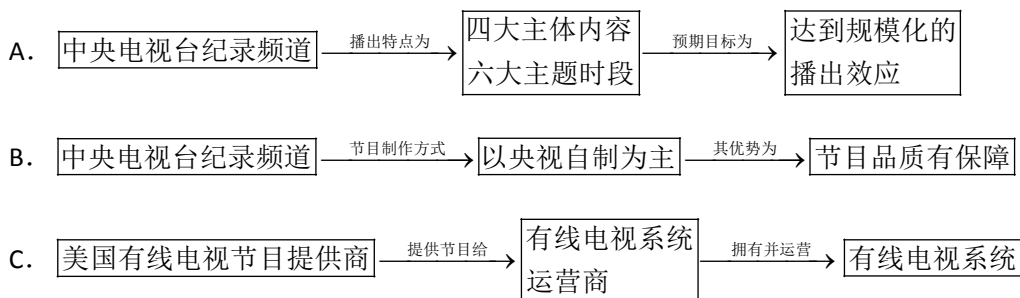 A. 中央电视台纪录频道 播出特点为 四大主体内容 六大主题时段 预期目标为 达到规模化的 播出效应
B. 中央电视台纪录频道 节目制作方式 以央视自制为主 其优势为 节目品质有保障
C. 美国有线电视节目提供商 提供节目给 有线电视系统 运营商 拥有并运营 有线电视系统